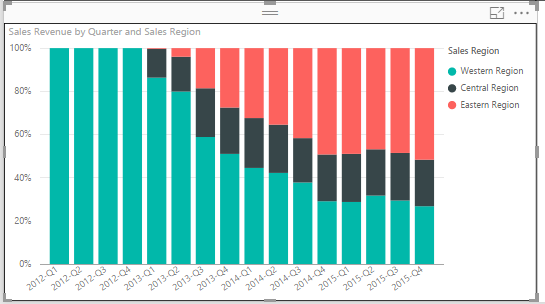 Sales Revenue by Quarter and Sales Region
100%
80%
60%
40%
20%
0%
2012-Q1
2012-Q2
2012-Q3
2012-Q4
2013-Q1
2013-Q2
2013-Q3
2013-Q4
2014-Q1
2014-Q2
2014-Q3
2014-Q4
2015-Q1
2015-Q2
2015-Q3
2015-Q4
Sales Region
Western Region
Central Region
Eastern Region